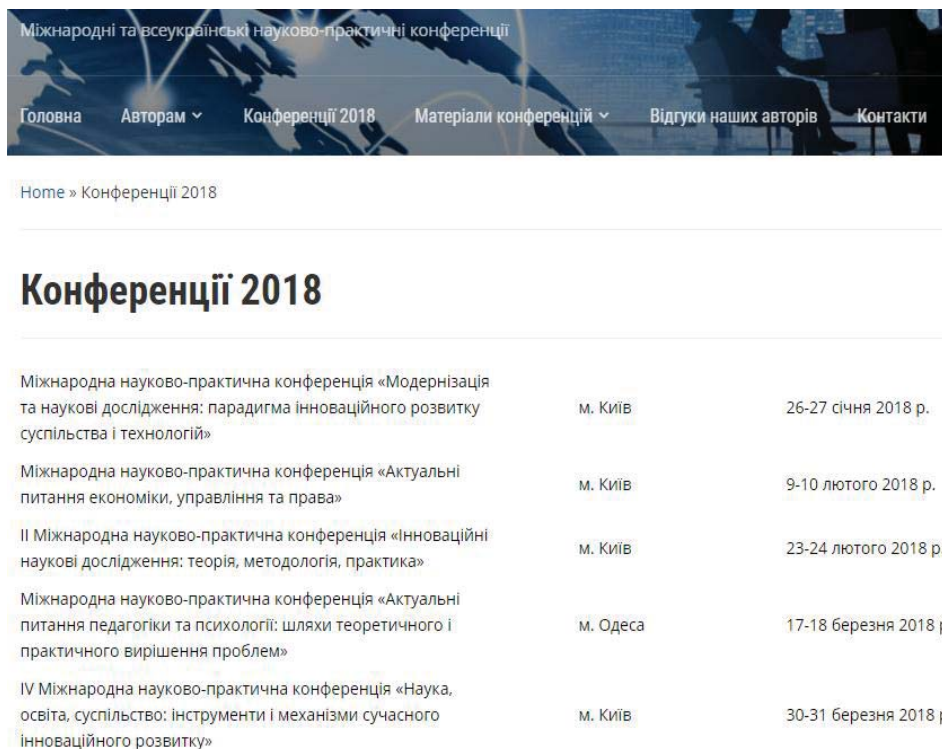 Міжнародні та всеукраїнські науково-практичні конференції
Головна Авторам Конференції 2018 Матеріали конференцій Відгуки наших авторів Контакти
Home » Конференції 2018
Конференції 2018
Міжнародна науково-практична конференція «Модернізація
та наукові дослідження: парадигма інноваційного розвитку
суспільства і технологій»
м. Київ
26-27 січня 2018 р.
Міжнародна науково-практична конференція «Актуальні
питання економіки, управління та права»
м. Київ
9-10 лютого 2018 р.
ІІ Міжнародна науково-практична конференція «Інноваційні
наукові дослідження: теорія, методологія, практика»
м. Київ
23-24 лютого 2018 р.
Міжнародна науково-практична конференція «Актуальні
питання педагогіки та психології: шляхи теоретичного і
практичного вирішення проблем»
м. Одеса
17-18 березня 2018 р
IV Міжнародна науково-практична конференція «Наука,
освіта, суспільство: інструменти і механізми сучасного
інноваційного розвитку»
м. Київ
30-31 березня 2018 р